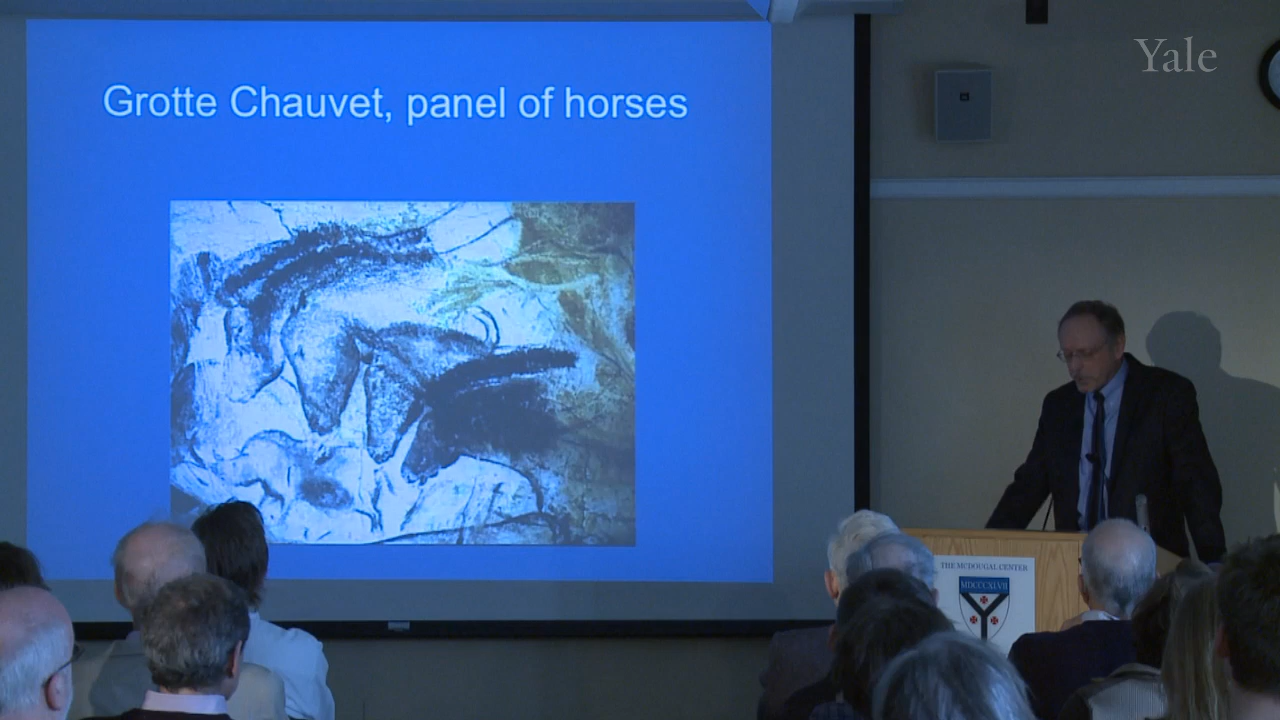 Grotte Chauvet, panel of horses
Yale
THE McDOUGAL CENTER
MDCCCXLVII